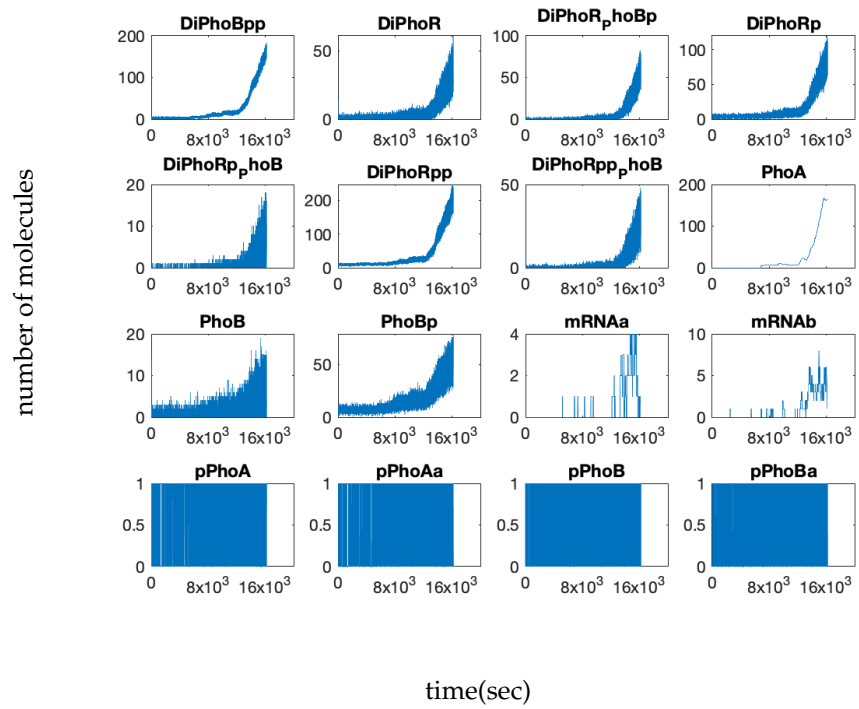 DiPhoBpp
200
100
0
0 8x10³ 16x10³
DiPhoR
50
0
0 8x10³ 16x10³
DiPhoRₚhoBp
100
50
0
0 8x10³ 16x10³
DiPhoRp
100
50
0
0 8x10³ 16x10³
DiPhoRpₚhoB
20
10
0
0 8x10³ 16x10³
DiPhoRpp
200
100
0
0 8x10³ 16x10³
DiPhoRppₚhoB
50
0
0 8x10³ 16x10³
PhoA
200
100
0
0 8x10³ 16x10³
number of molecules
PhoB
20
10
0
0 8x10³ 16x10³
PhoBp
50
0
0 8x10³ 16x10³
mRNAa
4
2
0
0 8x10³ 16x10³
mRNAb
10
5
0
0 8x10³ 16x10³
pPhoA
1
0.5
0
0 8x10³ 16x10³
pPhoAa
1
0.5
0
0 8x10³ 16x10³
pPhoB
1
0.5
0
0 8x10³ 16x10³
pPhoBa
1
0.5
0
0 8x10³ 16x10³
time(sec)